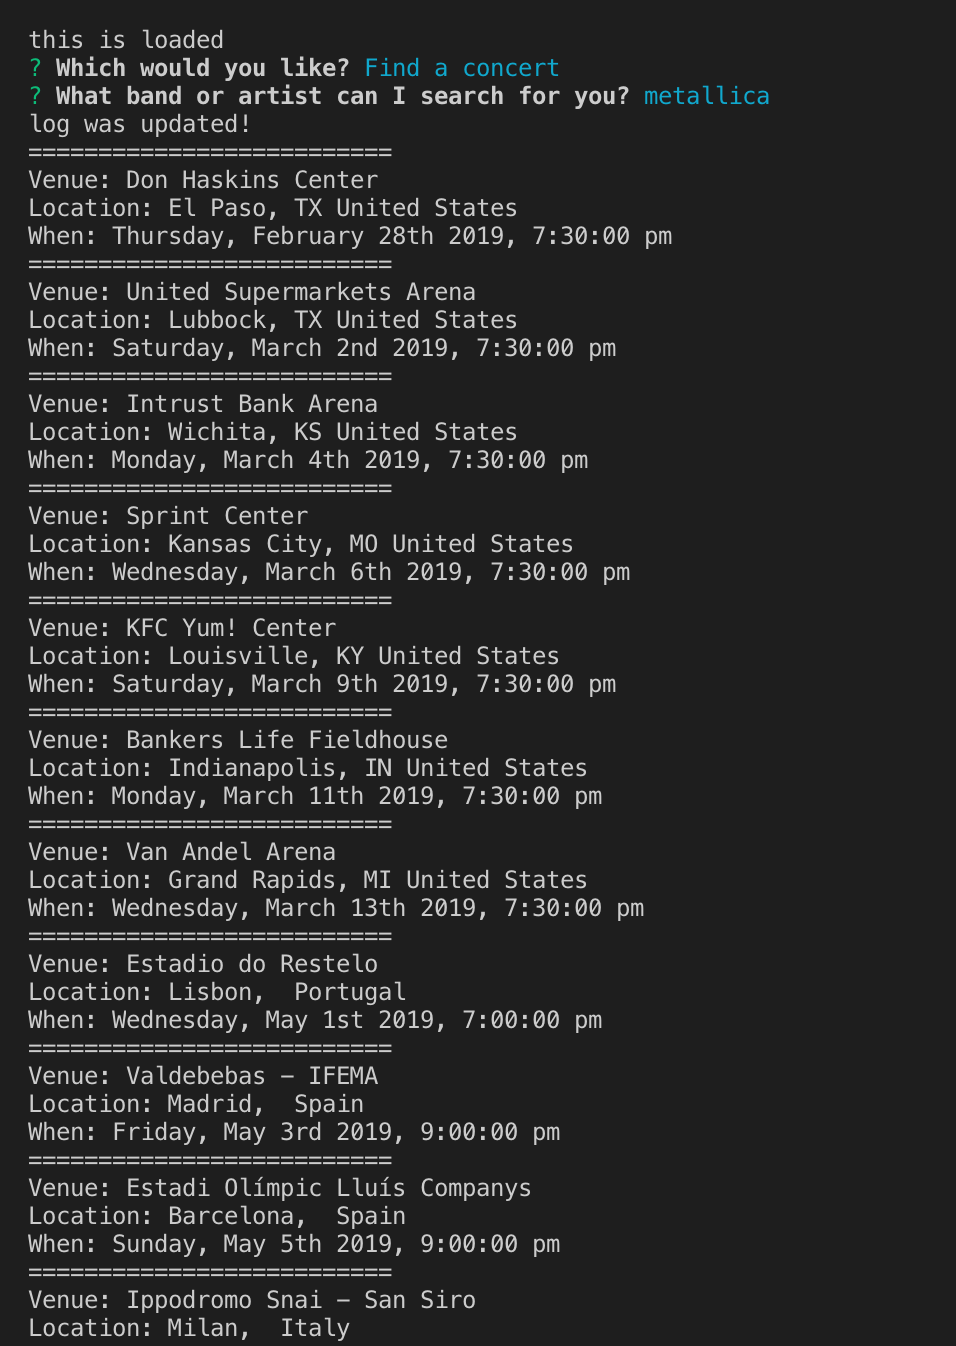 this is loaded
? Which would you like? Find a concert
? What band or artist can I search for you? metallica
log was updated!
==========================
Venue: Don Haskins Center
Location: El Paso, TX United States
When: Thursday, February 28th 2019, 7:30:00 pm
==========================
Venue: United Supermarkets Arena
Location: Lubbock, TX United States
When: Saturday, March 2nd 2019, 7:30:00 pm
==========================
Venue: Intrust Bank Arena
Location: Wichita, KS United States
When: Monday, March 4th 2019, 7:30:00 pm
==========================
Venue: Sprint Center
Location: Kansas City, MO United States
When: Wednesday, March 6th 2019, 7:30:00 pm
==========================
Venue: KFC Yum! Center
Location: Louisville, KY United States
When: Saturday, March 9th 2019, 7:30:00 pm
==========================
Venue: Bankers Life Fieldhouse
Location: Indianapolis, IN United States
When: Monday, March 11th 2019, 7:30:00 pm
==========================
Venue: Van Andel Arena
Location: Grand Rapids, MI United States
When: Wednesday, March 13th 2019, 7:30:00 pm
==========================
Venue: Estadio do Restelo
Location: Lisbon,  Portugal
When: Wednesday, May 1st 2019, 7:00:00 pm
==========================
Venue: Valdebebas – IFEMA
Location: Madrid,  Spain
When: Friday, May 3rd 2019, 9:00:00 pm
==========================
Venue: Estadi Olímpic Lluís Companys
Location: Barcelona,  Spain
When: Sunday, May 5th 2019, 9:00:00 pm
==========================
Venue: Ippodromo Snai – San Siro
Location: Milan,  Italy